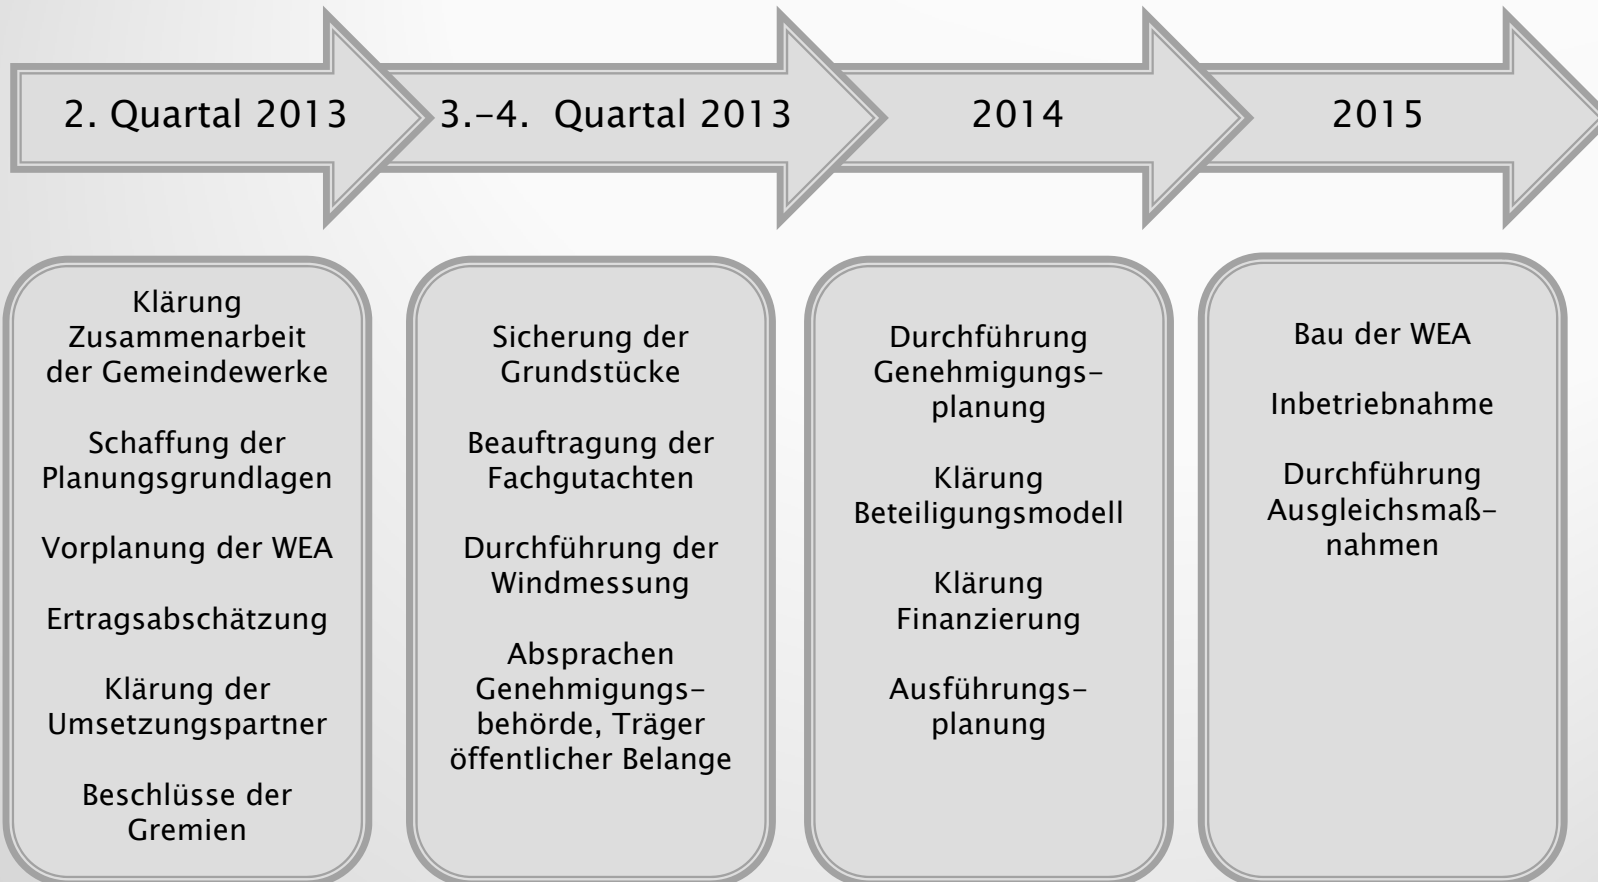 2. Quartal 2013
3.-4. Quartal 2013
2014
2015
Klärung
Zusammenarbeit
der Gemeindewerke
Schaffung der
Planungsgrundlagen
Vorplanung der WEA
Ertragsabschätzung
Klärung der
Umsetzungspartner
Beschlüsse der
Gremien
Sicherung der
Grundstücke
Beauftragung der
Fachgutachten
Durchführung der
Windmessung
Absprachen
Genehmigungs-
behörde, Träger
öffentlicher Belange
Durchführung
Genehmigungs-
planung
Klärung
Beteiligungsmodell
Klärung
Finanzierung
Ausführungs-
planung
Bau der WEA
Inbetriebnahme
Durchführung
Ausgleichsmaß-
nahmen